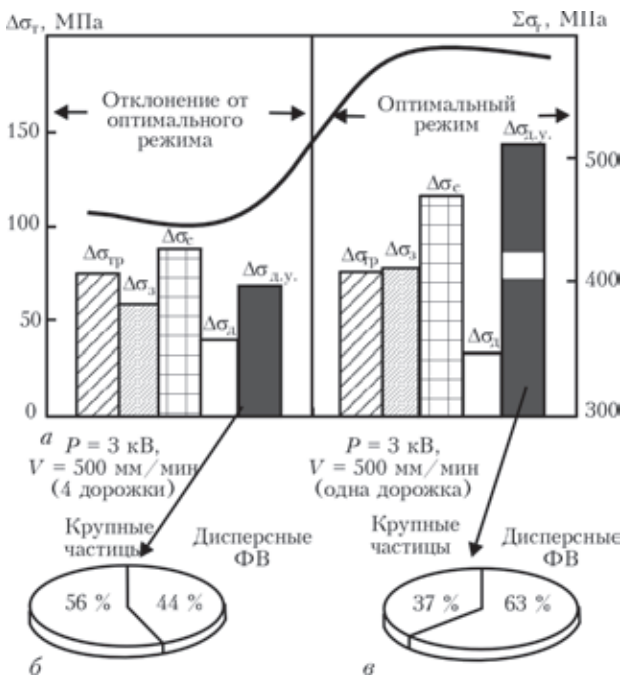 Δσт, МПа
Σσт, МПа
Отклонение от
оптимального
режима
Оптимальный
режим
150
100
50
0
500
400
300
Δσтр
Δσз
Δσс
Δσд
Δσд.у.
Δσтр
Δσз
Δσс
Δσд
Δσд.у.
а
P = 3 кВ,
V = 500 мм/мин
(4 дорожки)
P = 3 кВ,
V = 500 мм/мин
(одна дорожка)
Крупные
частицы
Дисперсные
ФВ
56 %
44 %
б
Крупные
частицы
Дисперсные
ФВ
37 %
63 %
в